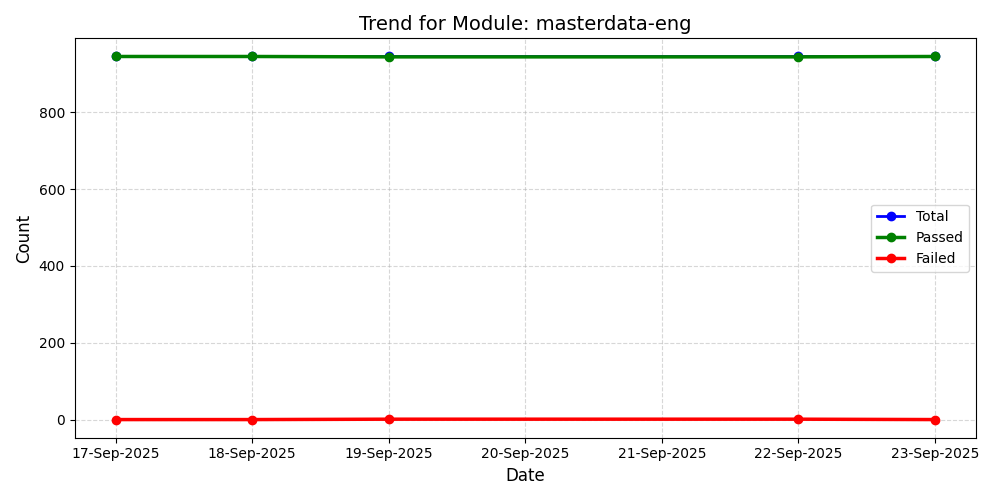 Trend for Module: masterdata-eng
Count
800
600
400
200
0
Total
Passed
Failed
17-Sep-2025 18-Sep-2025 19-Sep-2025 20-Sep-2025 21-Sep-2025 22-Sep-2025 23-Sep-2025
Date